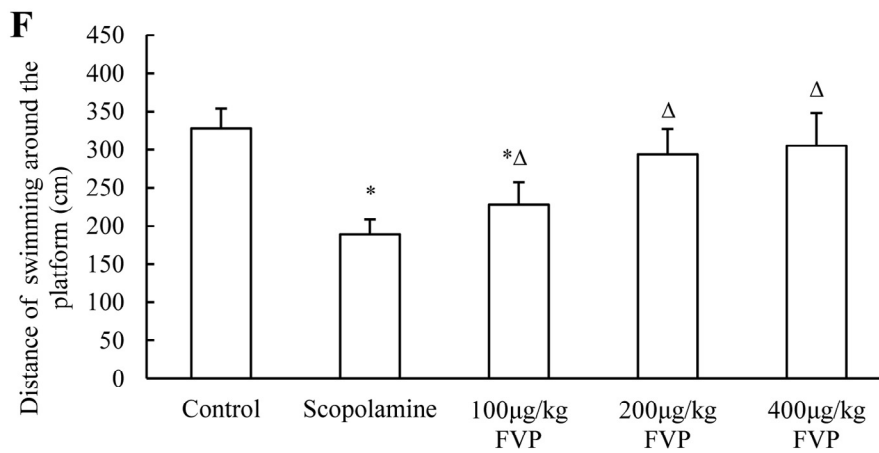 F
Distance of swimming around the
platform (cm)
450
400
350
300
250
200
150
100
50
0
*
*Δ
Δ
Δ
Control
Scopolamine
100μg/kg
FVP
200μg/kg
FVP
400μg/kg
FVP